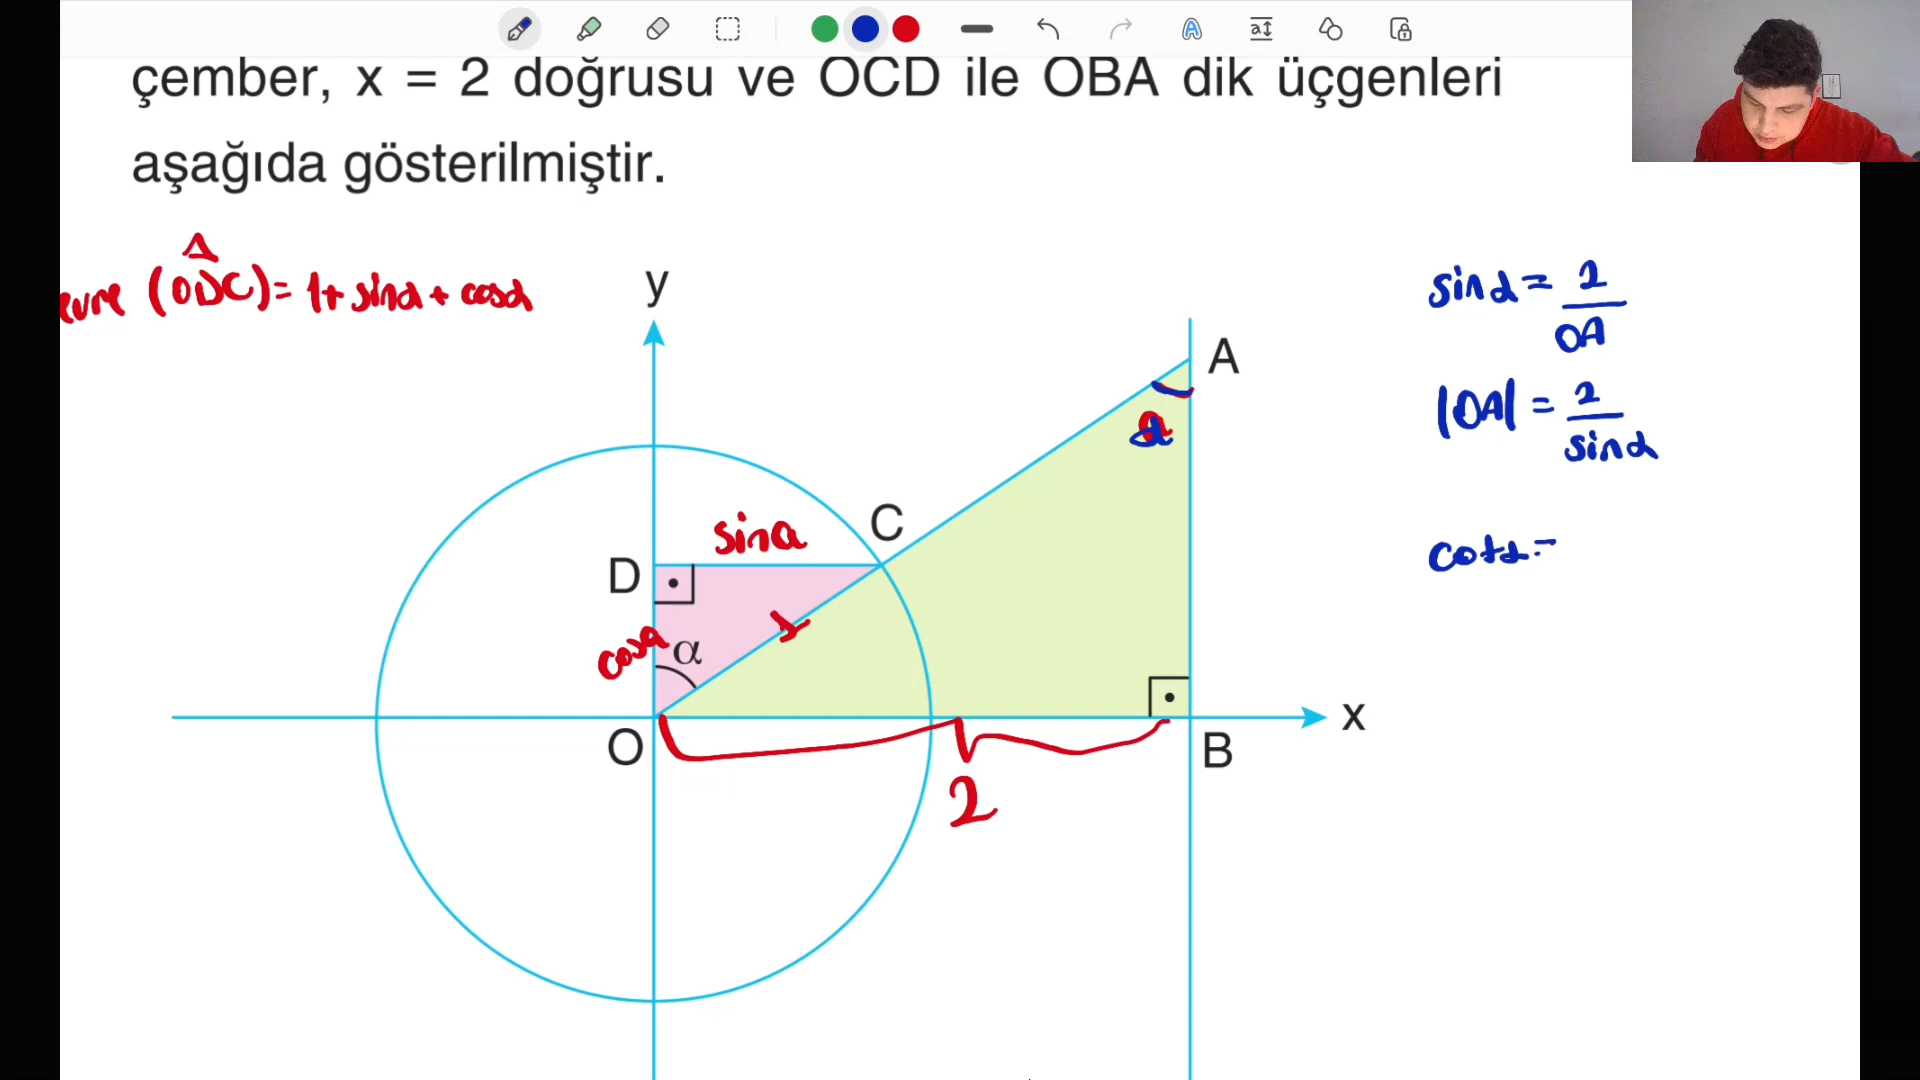 çember, x = 2 doğrusu ve OCD ile OBA dik üçgenleri
aşağıda gösterilmiştir.
evre (ODC) = 1 + sinα + cosα
y
sinα = 2/OA
A
|OA| = 2/sinα
α
C
sinα
cotα =
D
1
cosα
α
x
O
B
2